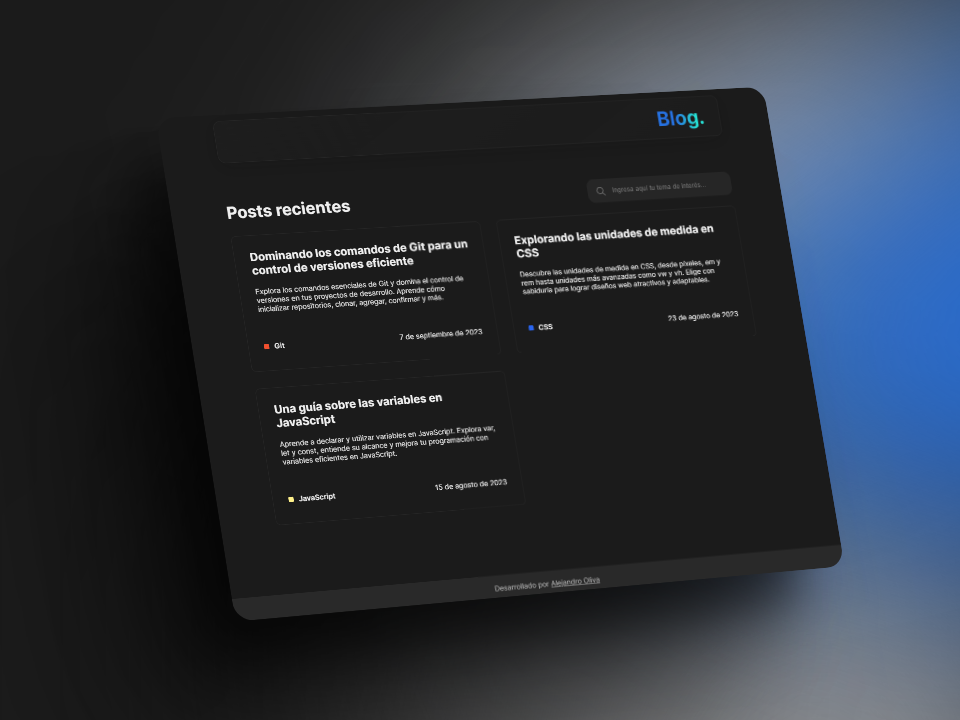 Blog.
Posts recientes
Ingresa aquí tu tema de interés...
Dominando los comandos de Git para un
control de versiones eficiente
Explora los comandos esenciales de Git y domina el control de
versiones en tus proyectos de desarrollo. Aprende cómo
inicializar repositorios, clonar, agregar, confirmar y más.
Git
7 de septiembre de 2023
Explorando las unidades de medida en
CSS
Descubre las unidades de medida en CSS, desde píxeles, em y
rem hasta unidades más avanzadas como vw y vh. Elige con
sabiduría para lograr diseños web atractivos y adaptables.
CSS
23 de agosto de 2023
Una guía sobre las variables en
JavaScript
Aprende a declarar y utilizar variables en JavaScript. Explora var,
let y const, entiende su alcance y mejora tu programación con
variables eficientes en JavaScript.
JavaScript
15 de agosto de 2023
Desarrollado por Alejandro Oliva